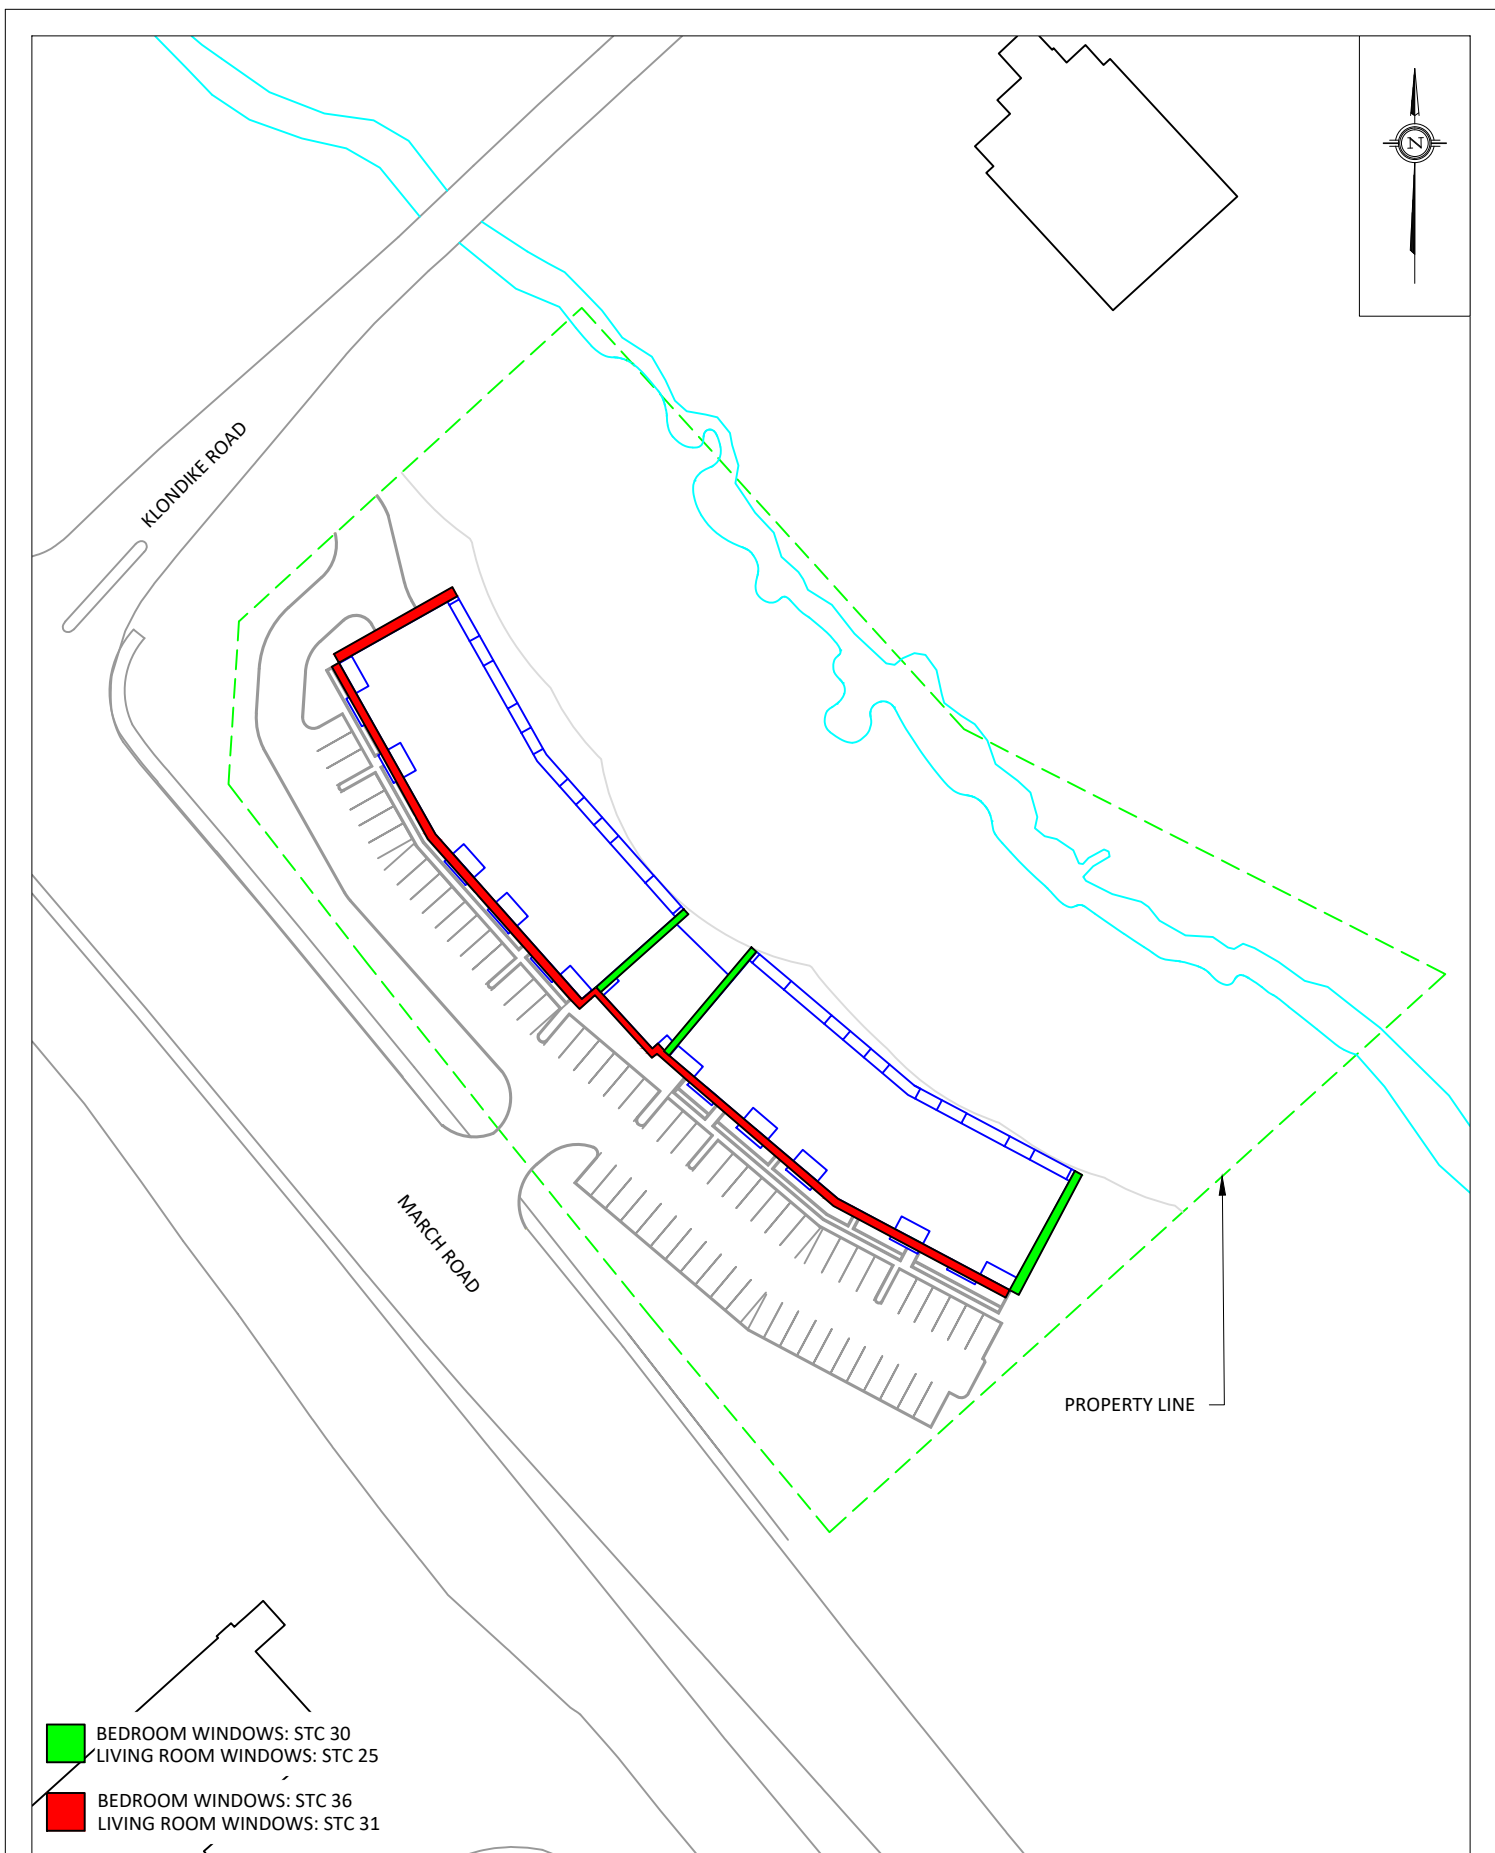 N
KLONDIKE ROAD
MARCH ROAD
PROPERTY LINE
BEDROOM WINDOWS: STC 30
LIVING ROOM WINDOWS: STC 25
BEDROOM WINDOWS: STC 36
LIVING ROOM WINDOWS: STC 31